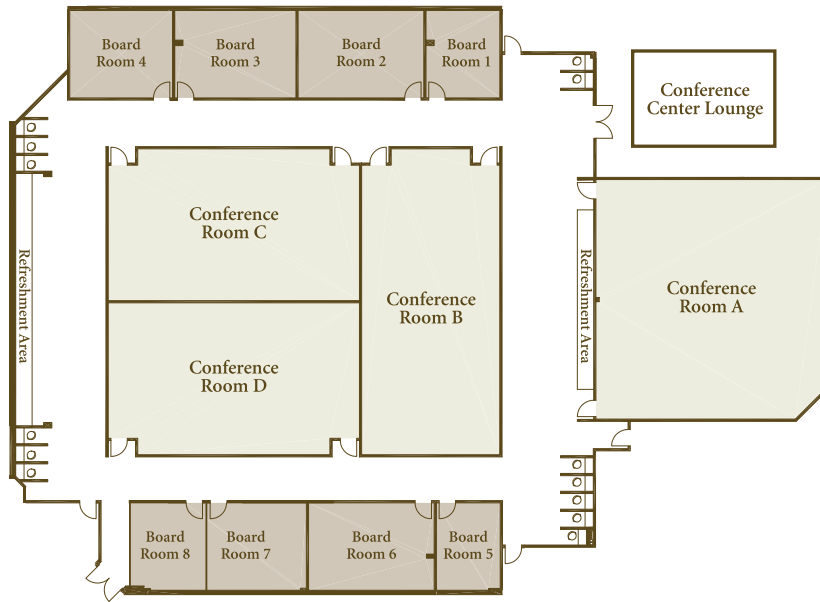 Board
Room 4
Board
Room 3
Board
Room 2
Board
Room 1
Conference
Center Lounge
Conference
Room C
Conference
Room B
Conference
Room A
Refreshment Area
Refreshment Area
Conference
Room D
Board
Room 8
Board
Room 7
Board
Room 6
Board
Room 5